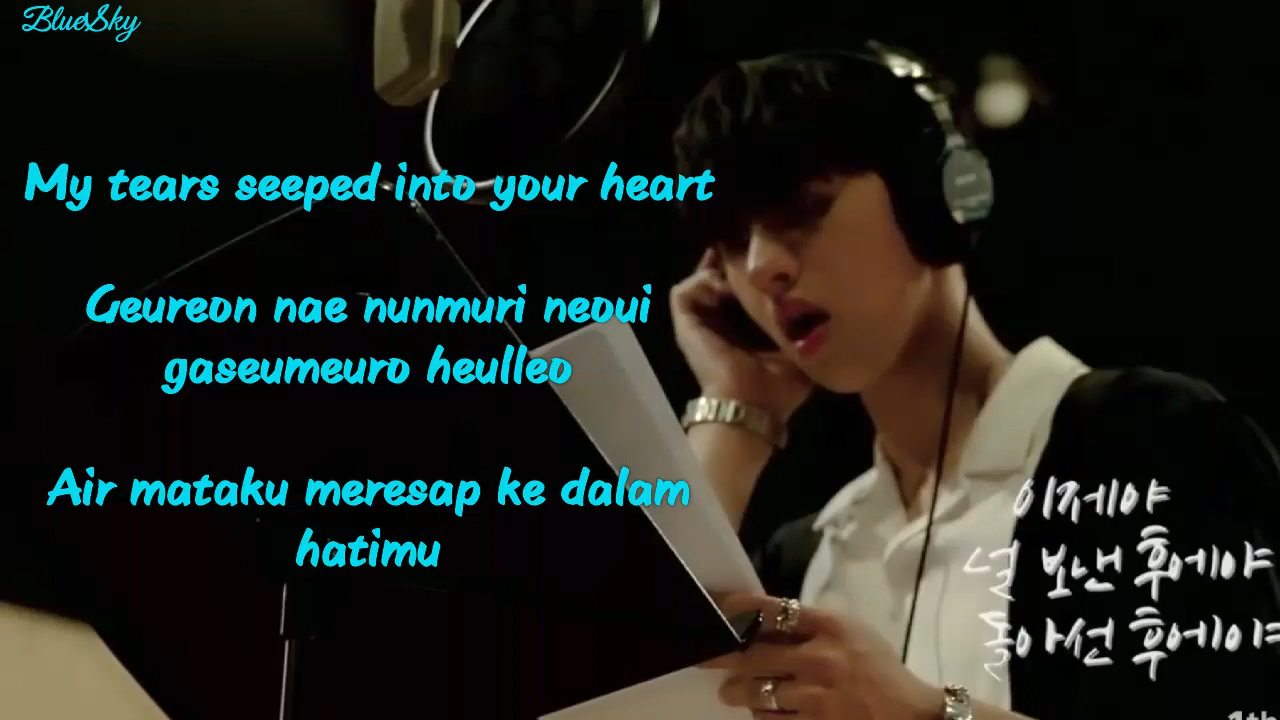 BlueSky
My tears seeped into your heart
Geureon nae nunmuri neoui
gaseumeuro heulleo
Air mataku meresap ke dalam
hatimu
이제야
널 보낸 후에야
돌아선 후에야